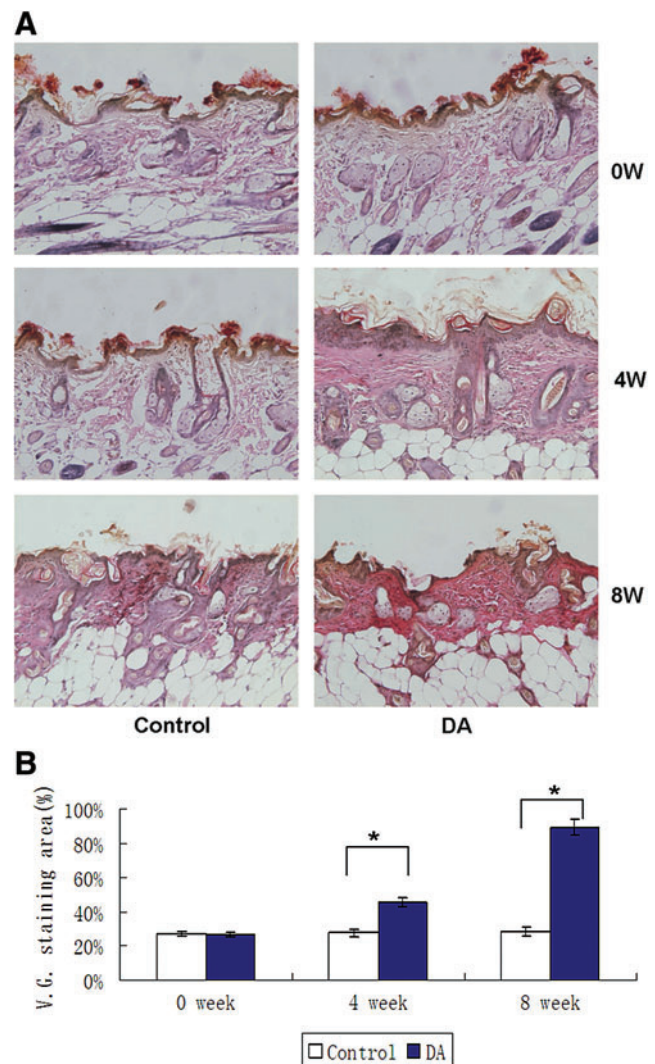 A
0W
4W
8W
Control DA
B
V.G. staining area(%)
100%
80%
60%
40%
20%
0%
*
*
0 week 4 week 8 week
Control DA